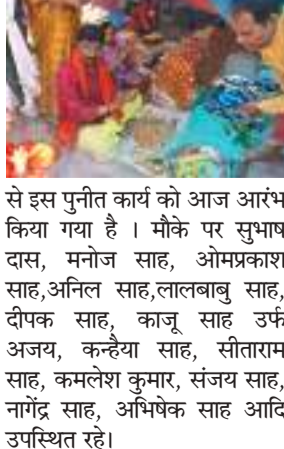 से इस पुनीत कार्य को आज आरंभ
किया गया है । मौके पर सुभाष
दास, मनोज साह, ओमप्रकाश
साह,अनिल साह,लालबाबु साह,
दीपक साह, काजू साह उर्फ
अजय, कन्हैया साह, सीताराम
साह, कमलेश कुमार, संजय साह,
नागेंद्र साह, अभिषेक साह आदि
उपस्थित रहे।